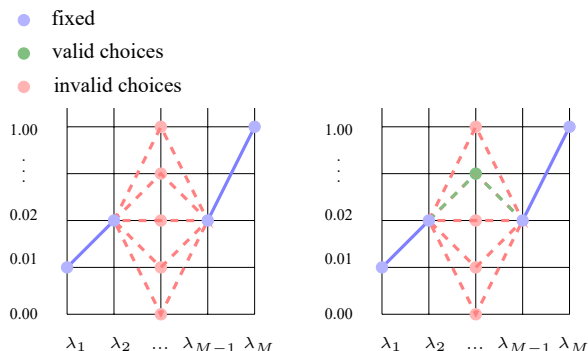 fixed
valid choices
invalid choices
1.00
⋮
0.02
0.01
0.00
λ1 λ2 ... λM−1 λM
1.00
⋮
0.02
0.01
0.00
λ1 λ2 ... λM−1 λM